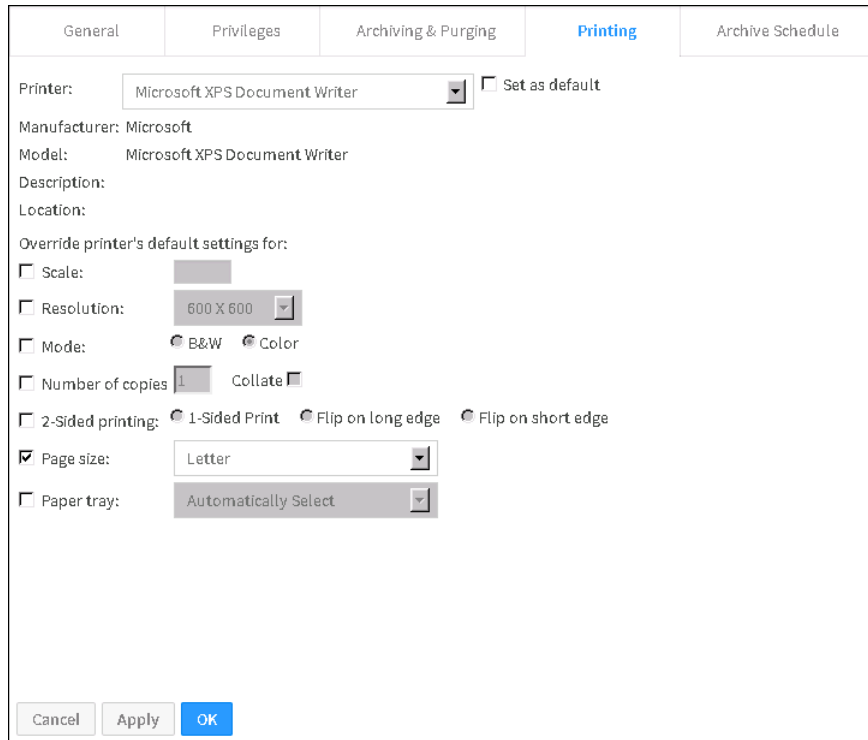 General Privileges Archiving & Purging Printing Archive Schedule
Printer: Microsoft XPS Document Writer Set as default
Manufacturer: Microsoft
Model: Microsoft XPS Document Writer
Description:
Location:
Override printer's default settings for:
Scale:
Resolution: 600 X 600
Mode: B&W Color
Number of copies 1 Collate
2-Sided printing: 1-Sided Print Flip on long edge Flip on short edge
Page size: Letter
Paper tray: Automatically Select
Cancel Apply OK